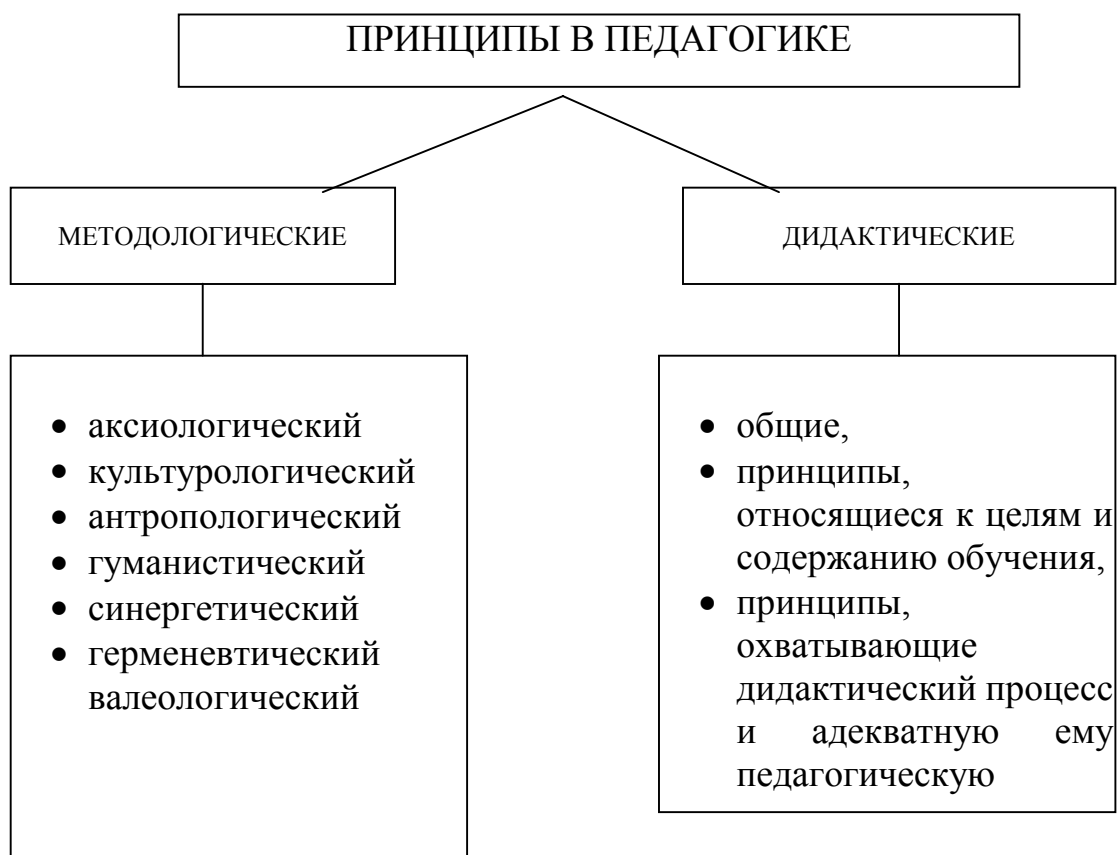 ПРИНЦИПЫ В ПЕДАГОГИКЕ
МЕТОДОЛОГИЧЕСКИЕ
ДИДАКТИЧЕСКИЕ
• аксиологический
• культурологический
• антропологический
• гуманистический
• синергетический
• герменевтический
валеологический
• общие,
• принципы,
относящиеся к целям и
содержанию обучения,
• принципы,
охватывающие
дидактический процесс
и адекватную ему
педагогическую